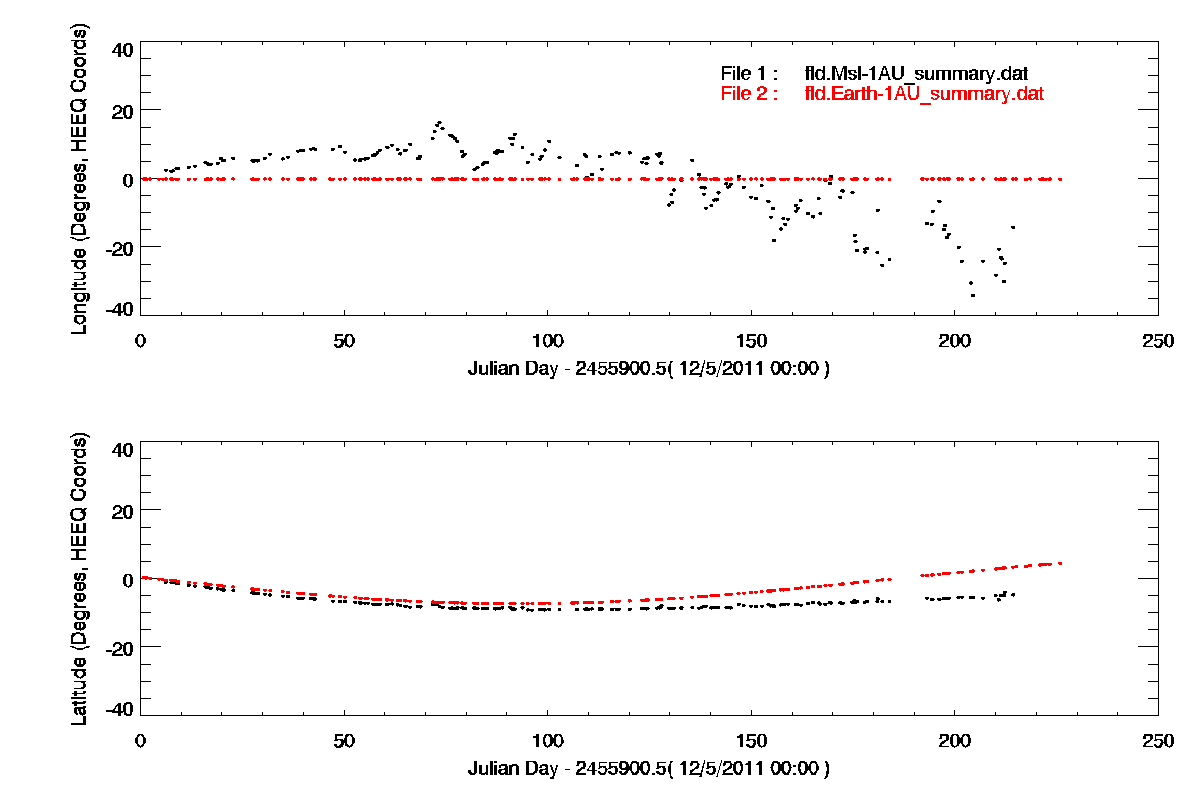 Longitude (Degrees, HEEQ Coords)
40
20
0
-20
-40
File 1 : fld.Msl-1AU_summary.dat
File 2 : fld.Earth-1AU_summary.dat
0 50 100 150 200 250
Julian Day - 2455900.5( 12/5/2011 00:00 )
Latitude (Degrees, HEEQ Coords)
40
20
0
-20
-40
0 50 100 150 200 250
Julian Day - 2455900.5( 12/5/2011 00:00 )